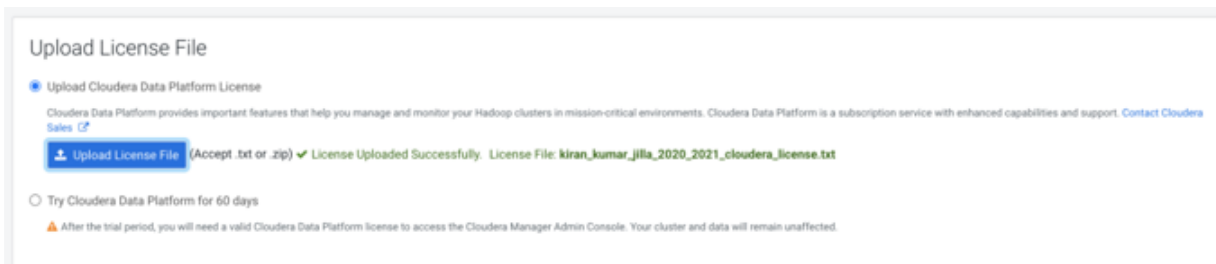 Upload License File
Upload Cloudera Data Platform License
Cloudera Data Platform provides important features that help you manage and monitor your Hadoop clusters in mission-critical environments. Cloudera Data Platform is a subscription service with enhanced capabilities and support. Contact Cloudera
Sales
Upload License File (Accept .txt or .zip) ✔ License Uploaded Successfully. License File: kiran_kumar_jilla_2020_2021_cloudera_license.txt
Try Cloudera Data Platform for 60 days
After the trial period, you will need a valid Cloudera Data Platform license to access the Cloudera Manager Admin Console. Your cluster and data will remain unaffected.